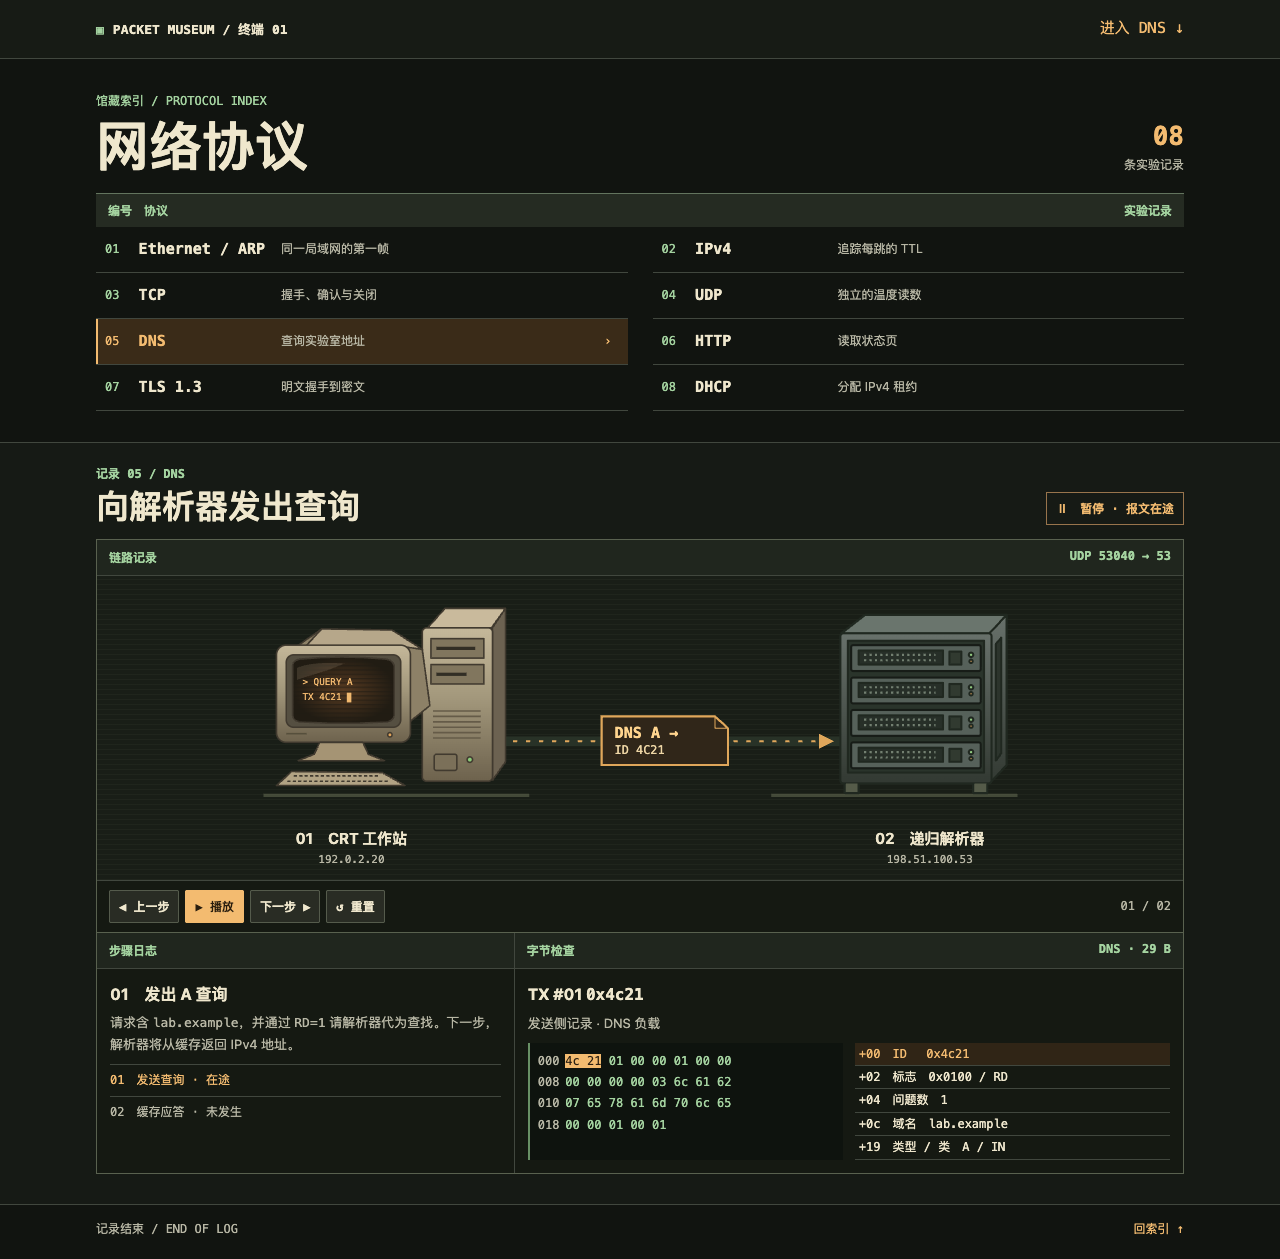 ▣ PACKET MUSEUM / 终端 01
进入 DNS ↓
馆藏索引 / PROTOCOL INDEX
网络协议
08
条实验记录
编号 协议
实验记录
01 Ethernet / ARP 同一局域网的第一帧
02 IPv4 追踪每跳的 TTL
03 TCP 握手、确认与关闭
04 UDP 独立的温度读数
05 DNS 查询实验室地址 ›
06 HTTP 读取状态页
07 TLS 1.3 明文握手到密文
08 DHCP 分配 IPv4 租约
记录 05 / DNS
向解析器发出查询
Ⅱ 暂停 · 报文在途
链路记录
UDP 53040 → 53
> QUERY A
TX 4C21
DNS A →
ID 4C21
01 CRT 工作站
192.0.2.20
02 递归解析器
198.51.100.53
◀ 上一步
▶ 播放
下一步 ▶
↺ 重置
01 / 02
步骤日志
01 发出 A 查询
请求含 lab.example，并通过 RD=1 请解析器代为查找。下一步，
解析器将从缓存返回 IPv4 地址。
01 发送查询 · 在途
02 缓存应答 · 未发生
字节检查
DNS · 29 B
TX #01 0x4c21
发送侧记录 · DNS 负载
000 4c 21 01 00 00 01 00 00
008 00 00 00 00 03 6c 61 62
010 07 65 78 61 6d 70 6c 65
018 00 00 01 00 01
+00 ID 0x4c21
+02 标志 0x0100 / RD
+04 问题数 1
+0c 域名 lab.example
+19 类型 / 类 A / IN
记录结束 / END OF LOG
回索引 ↑